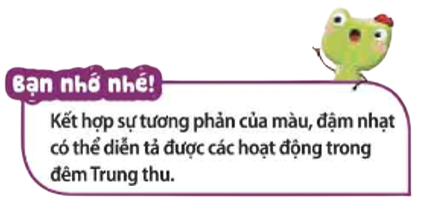 Bạn nhớ nhé!
Kết hợp sự tương phản của màu, đậm nhạt
có thể diễn tả được các hoạt động trong
đêm Trung thu.